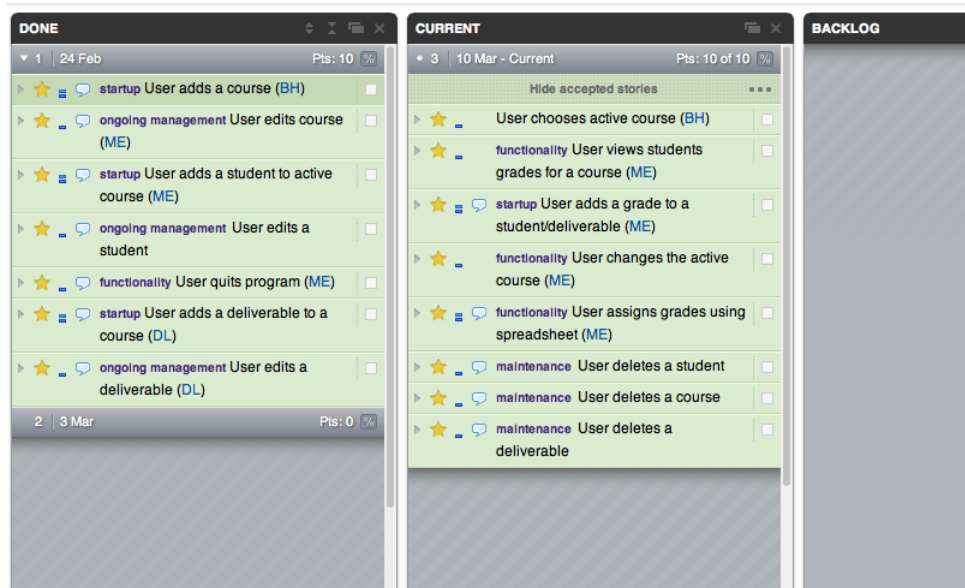 DONE
1 24 Feb Pts: 10 %
startup User adds a course (BH)
ongoing management User edits course
(ME)
startup User adds a student to active
course (ME)
ongoing management User edits a
student
functionality User quits program (ME)
startup User adds a deliverable to a
course (DL)
ongoing management User edits a
deliverable (DL)
2 3 Mar Pts: 0 %
CURRENT
3 10 Mar - Current Pts: 10 of 10 %
Hide accepted stories
User chooses active course (BH)
functionality User views students
grades for a course (ME)
startup User adds a grade to a
student/deliverable (ME)
functionality User changes the active
course (ME)
functionality User assigns grades using
spreadsheet (ME)
maintenance User deletes a student
maintenance User deletes a course
maintenance User deletes a
deliverable
BACKLOG